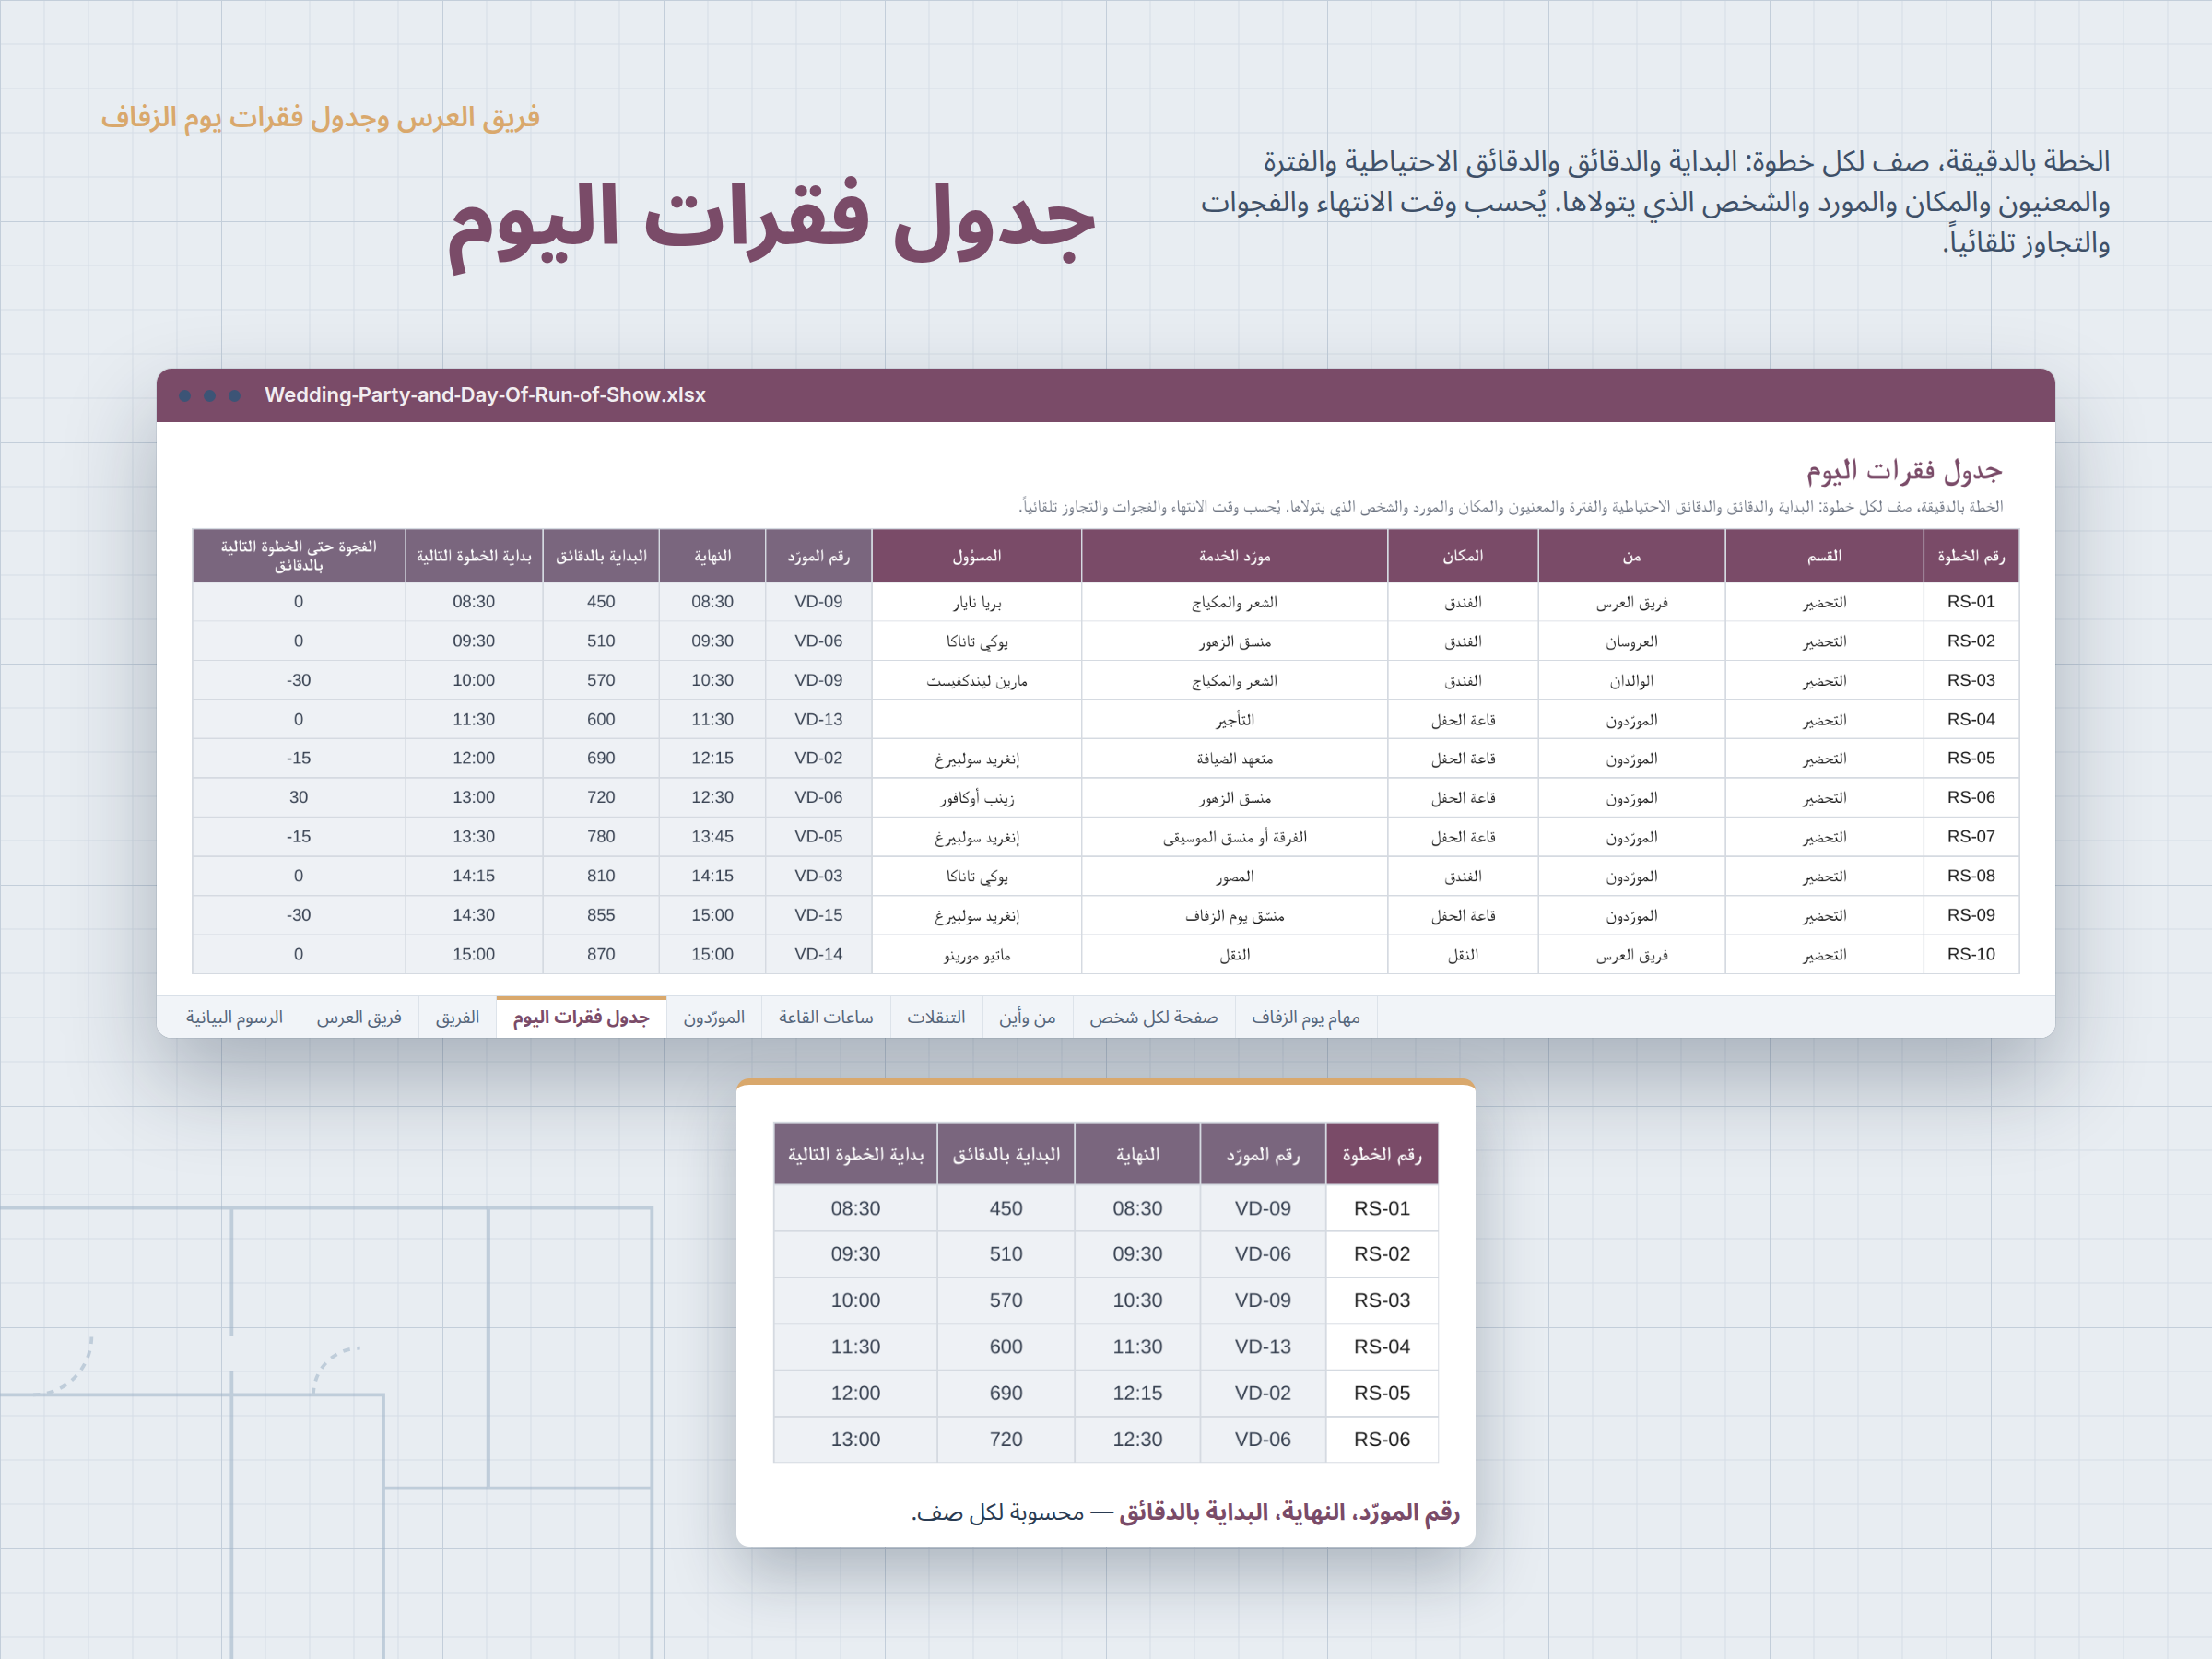 فريق العرس وجدول فقرات يوم الزفاف
جدول فقرات اليوم
الخطة بالدقيقة، صف لكل خطوة: البداية والدقائق والدقائق الاحتياطية والفترة
والمعنيون والمكان والمورد والشخص الذي يتولاها. يُحسب وقت الانتهاء والفجوات
والتجاوز تلقائياً.
Wedding-Party-and-Day-Of-Run-of-Show.xlsx
جدول فقرات اليوم
الخطة بالدقيقة، صف لكل خطوة: البداية والدقائق والدقائق الاحتياطية والفترة والمعنيون والمكان والمورد والشخص الذي يتولاها. يُحسب وقت الانتهاء والفجوات والتجاوز تلقائياً.
رقم الخطوة القسم من المكان مورّد الخدمة المسؤول رقم المورّد النهاية البداية بالدقائق بداية الخطوة التالية الفجوة حتى الخطوة التالية بالدقائق
RS-01 التحضير فريق العرس الفندق الشعر والمكياج بريا نايار VD-09 08:30 450 08:30 0
RS-02 التحضير العروسان الفندق منسق الزهور يوكي تاناكا VD-06 09:30 510 09:30 0
RS-03 التحضير الوالدان الفندق الشعر والمكياج مارين ليندكفيست VD-09 10:30 570 10:00 -30
RS-04 التحضير المورّدون قاعة الحفل التأجير VD-13 11:30 600 11:30 0
RS-05 التحضير المورّدون قاعة الحفل متعهد الضيافة إنغريد سولبيرغ VD-02 12:15 690 12:00 -15
RS-06 التحضير المورّدون قاعة الحفل منسق الزهور زينب أوكافور VD-06 12:30 720 13:00 30
RS-07 التحضير المورّدون قاعة الحفل الفرقة أو منسق الموسيقى إنغريد سولبيرغ VD-05 13:45 780 13:30 -15
RS-08 التحضير المورّدون الفندق المصور يوكي تاناكا VD-03 14:15 810 14:15 0
RS-09 التحضير المورّدون قاعة الحفل منسّق يوم الزفاف إنغريد سولبيرغ VD-15 15:00 855 14:30 -30
RS-10 التحضير فريق العرس النقل النقل ماتيو مورينو VD-14 15:00 870 15:00 0
الرسوم البيانية فريق العرس الفريق جدول فقرات اليوم المورّدون ساعات القاعة التنقلات من وأين صفحة لكل شخص مهام يوم الزفاف
رقم الخطوة رقم المورّد النهاية البداية بالدقائق بداية الخطوة التالية
RS-01 VD-09 08:30 450 08:30
RS-02 VD-06 09:30 510 09:30
RS-03 VD-09 10:30 570 10:00
RS-04 VD-13 11:30 600 11:30
RS-05 VD-02 12:15 690 12:00
RS-06 VD-06 12:30 720 13:00
رقم المورّد، النهاية، البداية بالدقائق — محسوبة لكل صف.